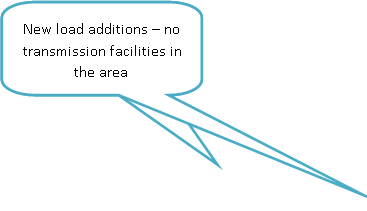 New load additions – no
transmission facilities in
the area